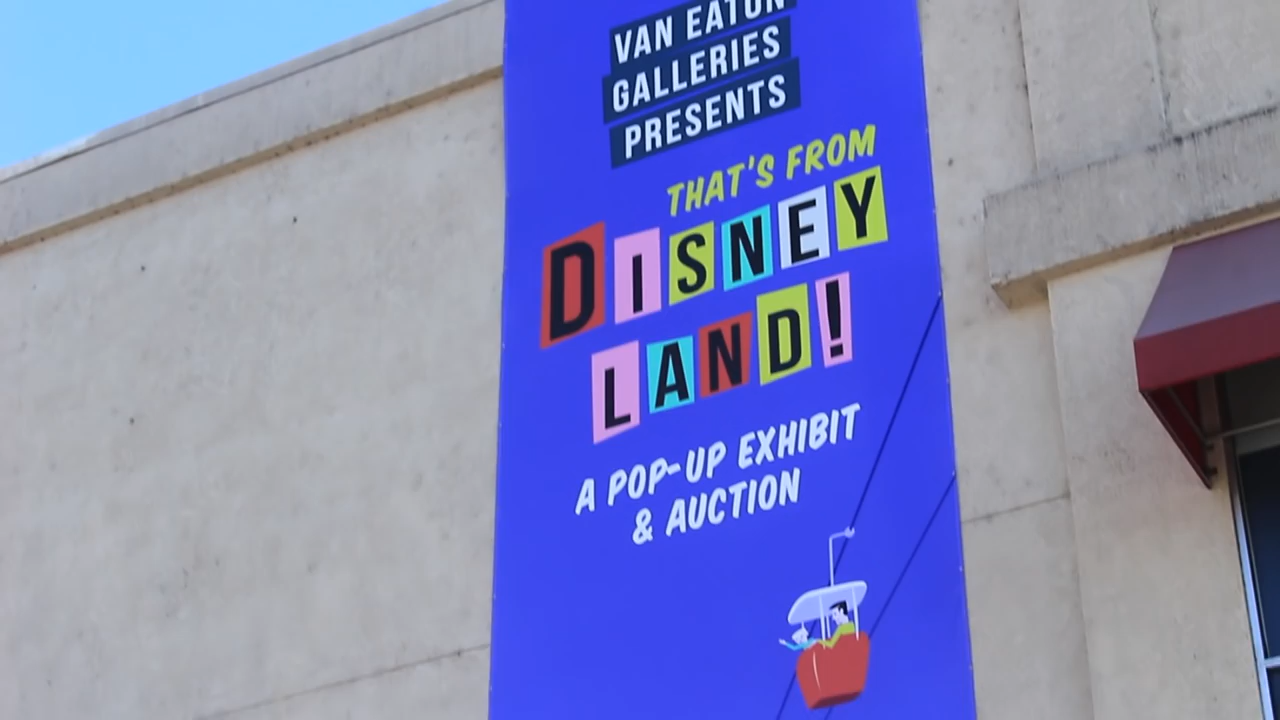 VAN EATON
GALLERIES
PRESENTS
THAT'S FROM
DISNEY
LAND!
A POP-UP EXHIBIT
& AUCTION